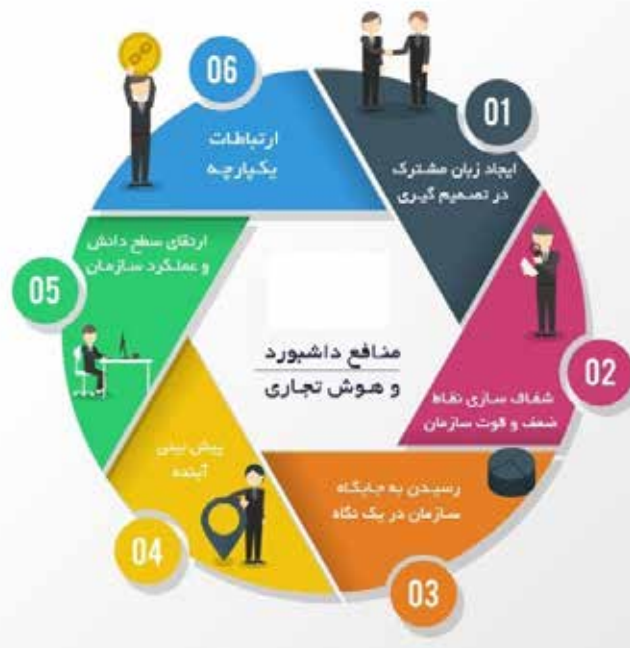 منافع داشبورد
و هوش تجاری
01
ایجاد زبان مشترک
در تصمیم گیری
02
شفاف سازی نقاط
ضعف و قوت سازمان
03
رسیدن به جایگاه
سازمان در یک نگاه
04
پیش بینی
آینده
05
ارتقای سطح دانش
و عملکرد سازمان
06
ارتباطات
یکپارچه